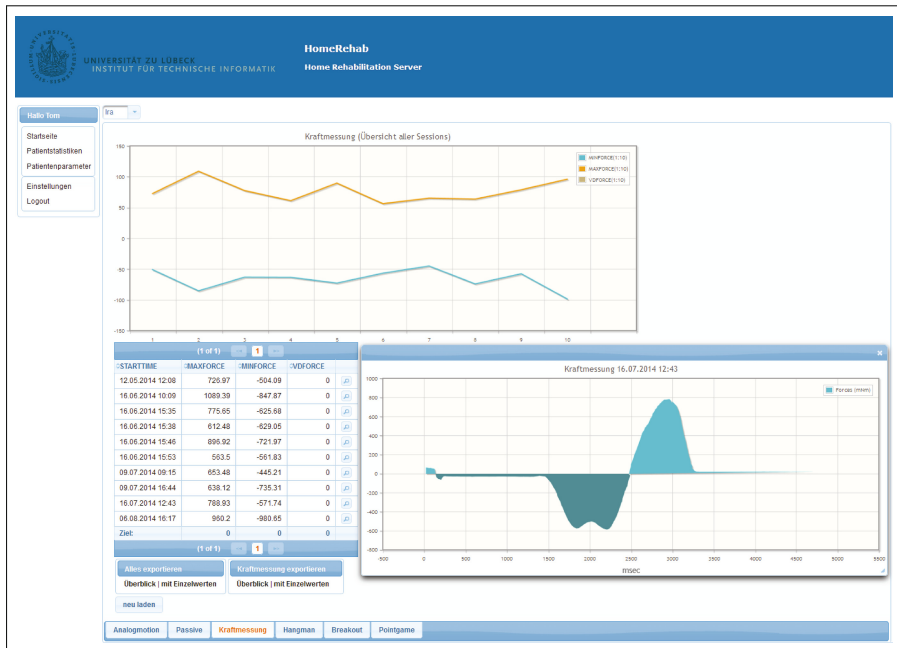 UNIVERSITÄT ZU LÜBECK
INSTITUT FÜR TECHNISCHE INFORMATIK
HomeRehab
Home Rehabilitation Server
Hallo Tom
Startseite
Patientstatistiken
Patientenparameter
Einstellungen
Logout
Ira
Kraftmessung (Übersicht aller Sessions)
MINFORCE(1:10)
MAXFORCE(1:10)
VDFORCE(1:10)
150
100
50
0
-50
-100
-150
1 2 3 4 5 6 7 8 9 10
(1 of 1) 1
STARTTIME MAXFORCE MINFORCE VDFORCE
12.05.2014 12:08 726.97 -504.09 0
16.06.2014 10:09 1089.39 -847.87 0
16.06.2014 15:35 775.65 -625.68 0
16.06.2014 15:38 612.48 -629.05 0
16.06.2014 15:46 896.92 -721.97 0
16.06.2014 15:53 563.5 -561.83 0
09.07.2014 09:15 653.48 -445.21 0
09.07.2014 16:44 638.12 -735.31 0
16.07.2014 12:43 788.93 -571.74 0
06.08.2014 16:17 960.2 -980.65 0
Ziel: 0 0 0
(1 of 1) 1
Alles exportieren
Überblick | mit Einzelwerten
Kraftmessung exportieren
Überblick | mit Einzelwerten
neu laden
Kraftmessung 16.07.2014 12:43
Forces (mNm)
1000
800
600
400
200
0
-200
-400
-600
-800
-500 0 500 1000 1500 2000 2500 3000 3500 4000 4500 5000 5500
msec
Analogmotion Passive Kraftmessung Hangman Breakout Pointgame